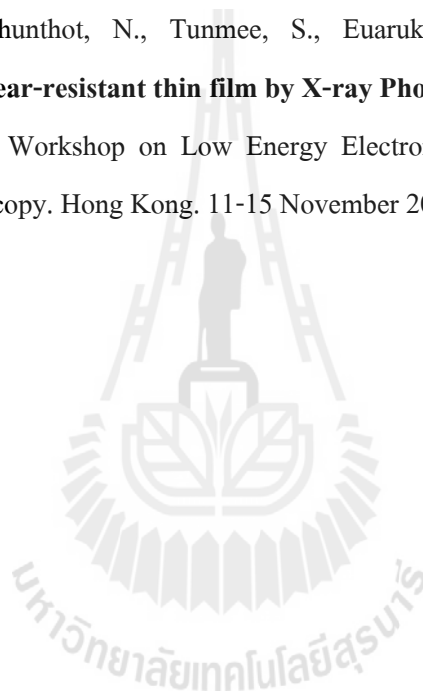 hunthot, N., Tunmee, S., Euaruk
ear-resistant thin film by X-ray Pho
Workshop on Low Energy Electron
copy. Hong Kong. 11-15 November 20
มหาวิทยาลัยเทคโนโลยีสุรนารี